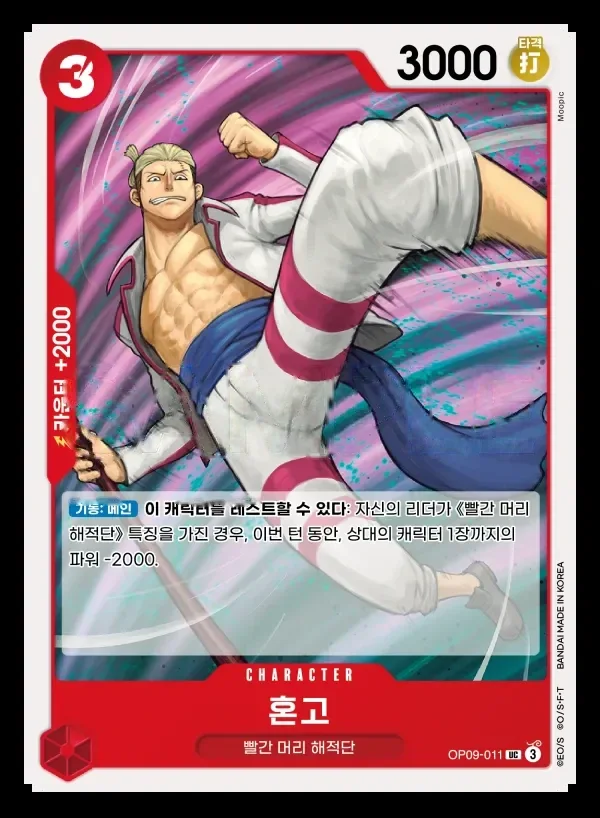 3
3000
타격
打
Moopic
카운터 +2000
기동: 메인 이 캐릭터를 레스트할 수 있다: 자신의 리더가 《빨간 머리
해적단》 특징을 가진 경우, 이번 턴 동안, 상대의 캐릭터 1장까지의
파워 -2000.
CHARACTER
혼고
빨간 머리 해적단
OP09-011 UC 3
©EO/S ©O/S·F·T BANDAI MADE IN KOREA